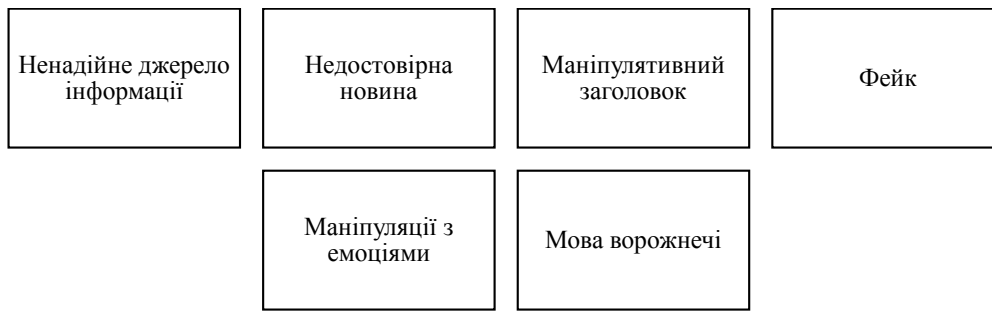 Ненадійне джерело
інформації
Недостовірна
новина
Маніпулятивний
заголовок
Фейк
Маніпуляції з
емоціями
Мова ворожнечі